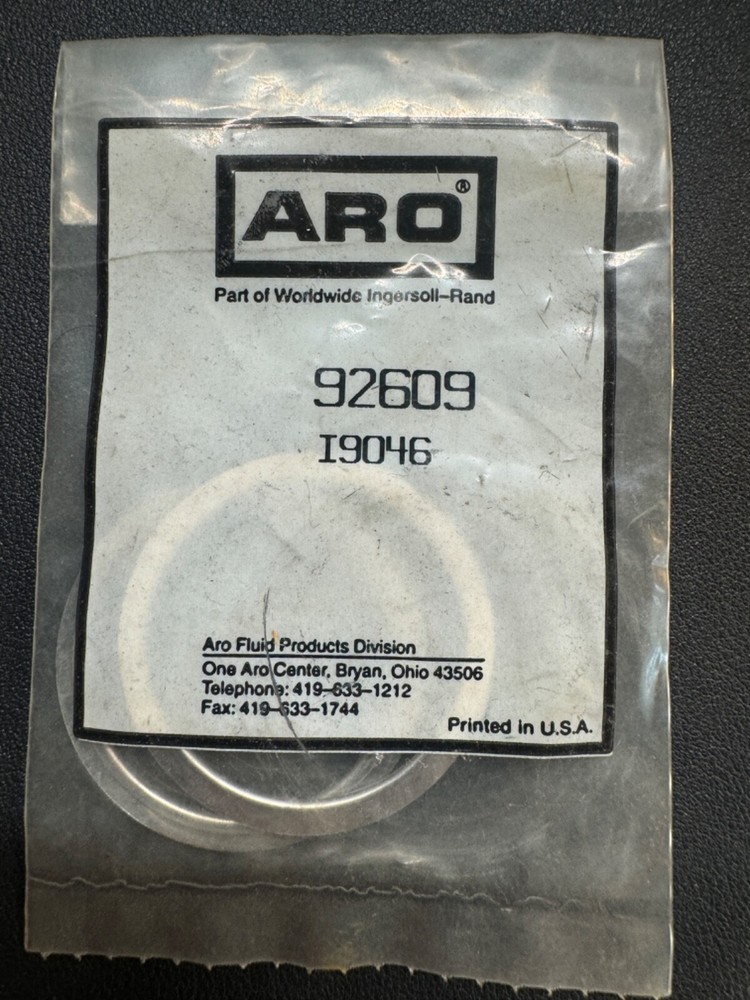 ARO®
Part of Worldwide Ingersoll-Rand
92609
I9046
Aro Fluid Products Division
One Aro Center, Bryan, Ohio 43506
Telephone: 419-633-1212
Fax: 419-633-1744
Printed in U.S.A.